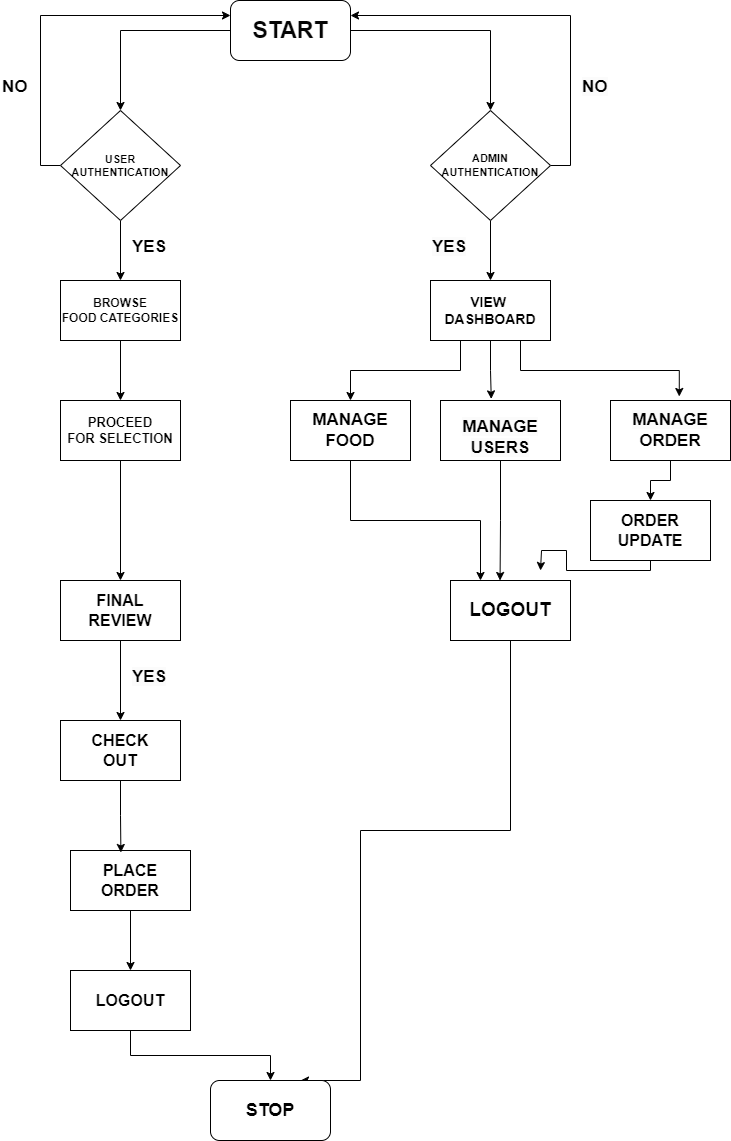 START
NO
NO
USER
AUTHENTICATION
ADMIN
AUTHENTICATION
YES
YES
BROWSE
FOOD CATEGORIES
VIEW
DASHBOARD
PROCEED
FOR SELECTION
MANAGE
FOOD
MANAGE
USERS
MANAGE
ORDER
ORDER
UPDATE
FINAL
REVIEW
LOGOUT
YES
CHECK
OUT
PLACE
ORDER
LOGOUT
STOP